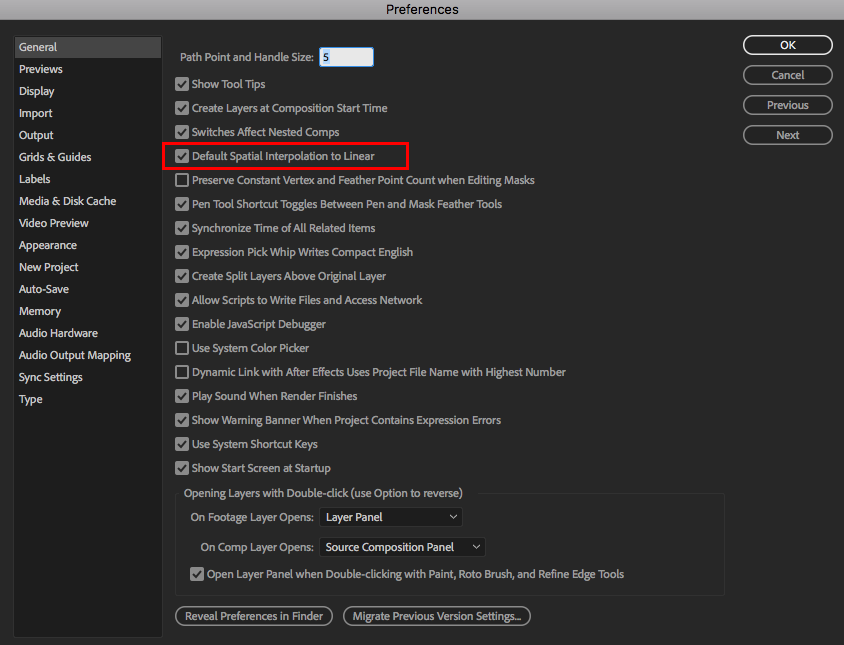 Preferences
General
Previews
Display
Import
Output
Grids & Guides
Labels
Media & Disk Cache
Video Preview
Appearance
New Project
Auto-Save
Memory
Audio Hardware
Audio Output Mapping
Sync Settings
Type
Path Point and Handle Size: 5
Show Tool Tips
Create Layers at Composition Start Time
Switches Affect Nested Comps
Default Spatial Interpolation to Linear
Preserve Constant Vertex and Feather Point Count when Editing Masks
Pen Tool Shortcut Toggles Between Pen and Mask Feather Tools
Synchronize Time of All Related Items
Expression Pick Whip Writes Compact English
Create Split Layers Above Original Layer
Allow Scripts to Write Files and Access Network
Enable JavaScript Debugger
Use System Color Picker
Dynamic Link with After Effects Uses Project File Name with Highest Number
Play Sound When Render Finishes
Show Warning Banner When Project Contains Expression Errors
Use System Shortcut Keys
Show Start Screen at Startup
Opening Layers with Double-click (use Option to reverse)
On Footage Layer Opens: Layer Panel
On Comp Layer Opens: Source Composition Panel
Open Layer Panel when Double-clicking with Paint, Roto Brush, and Refine Edge Tools
Reveal Preferences in Finder
Migrate Previous Version Settings...
OK
Cancel
Previous
Next